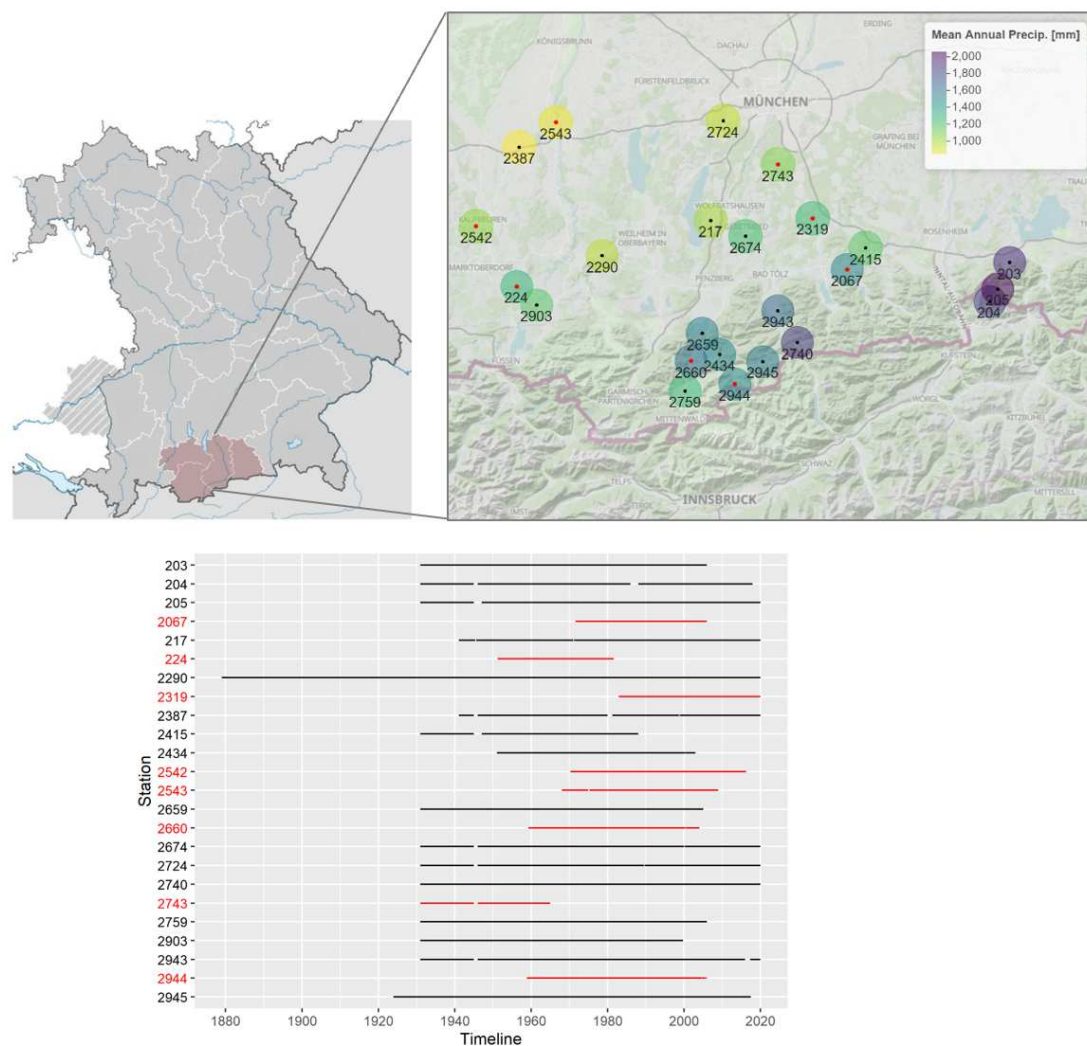 Mean Annual Precip. [mm]
2,000
1,800
1,600
1,400
1,200
1,000
ERDING
KÖNIGSBRUNN
DACHAU
FÜRSTENFELDBRUCK
MÜNCHEN
GRAFING BEI
MÜNCHEN
2543
2724
2387
2743
WOLFRATSHAUSEN
KAUFBEUREN
2542
217
2319
2674
WEILHEIM IN
OBERBAYERN
ROSENHEIM
2415
2290
MARKTOBERDORF
PENZBERG
BAD TÖLZ
2067
203
224
205
204
2903
2943
INNTALAUTOBAHN
2659
2740
KUFSTEIN
FÜSSEN
2434
2660
2945
GARMISCH-
PARTENKIRCHEN
2944
2759
MITTENWALD
WÖRGL
KITZBÜHEL
SCHWAZ
TELFS
INNSBRUCK
MITTERSILL
IMST
203
204
205
2067
217
224
2290
2319
2387
2415
2434
2542
2543
2659
2660
2674
2724
2740
2743
2759
2903
2943
2944
2945
Station
1880 1900 1920 1940 1960 1980 2000 2020
Timeline